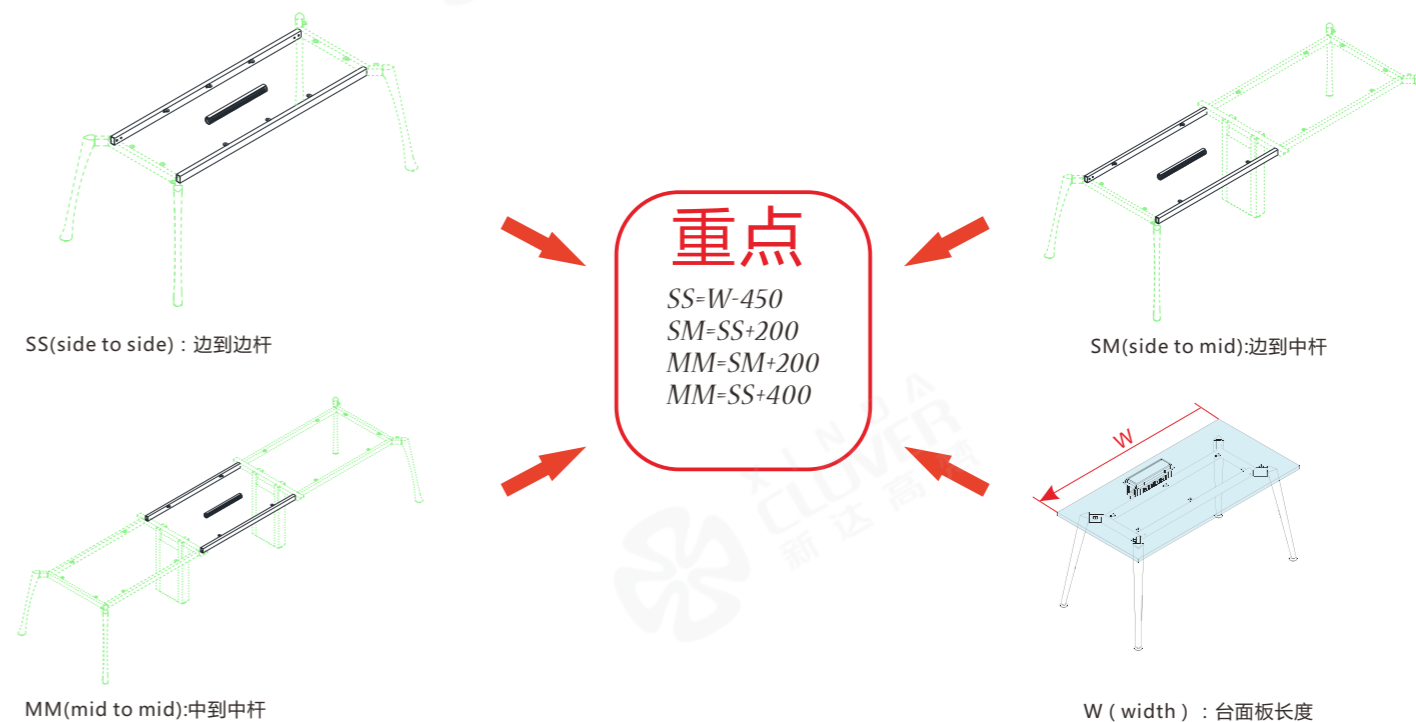 SS(side to side)：边到边杆
重点
SS=W-450
SM=SS+200
MM=SM+200
MM=SS+400
SM(side to mid):边到中杆
MM(mid to mid):中到中杆
W
W ( width ) ：台面板长度
XINDA
CLOVER
新达高嘜